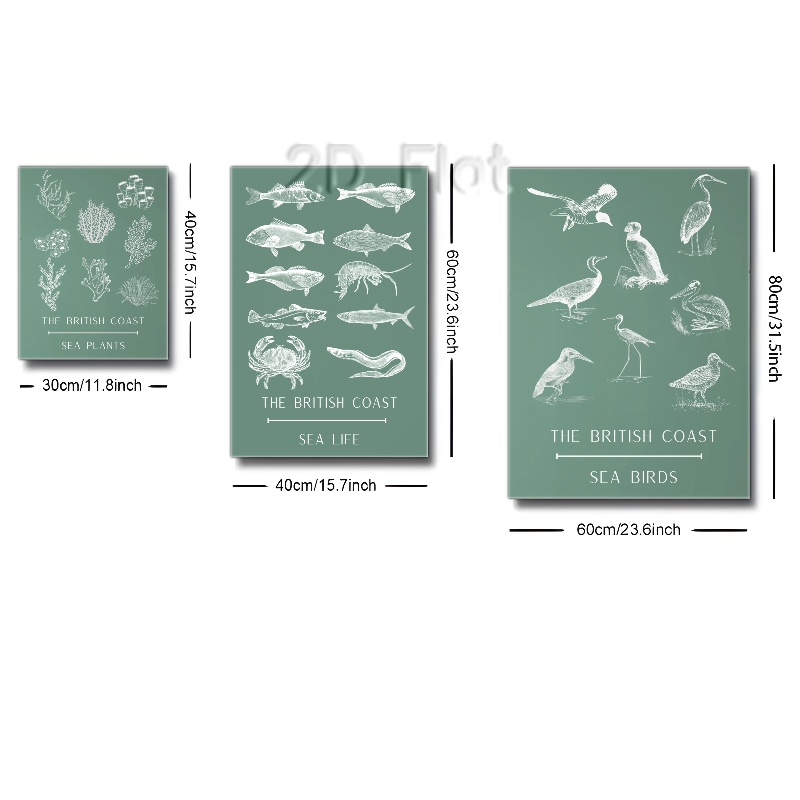 2D Flat
THE BRITISH COAST
SEA PLANTS
40cm/15.7inch
30cm/11.8inch
THE BRITISH COAST
SEA LIFE
60cm/23.6inch
40cm/15.7inch
THE BRITISH COAST
SEA BIRDS
80cm/31.5inch
60cm/23.6inch